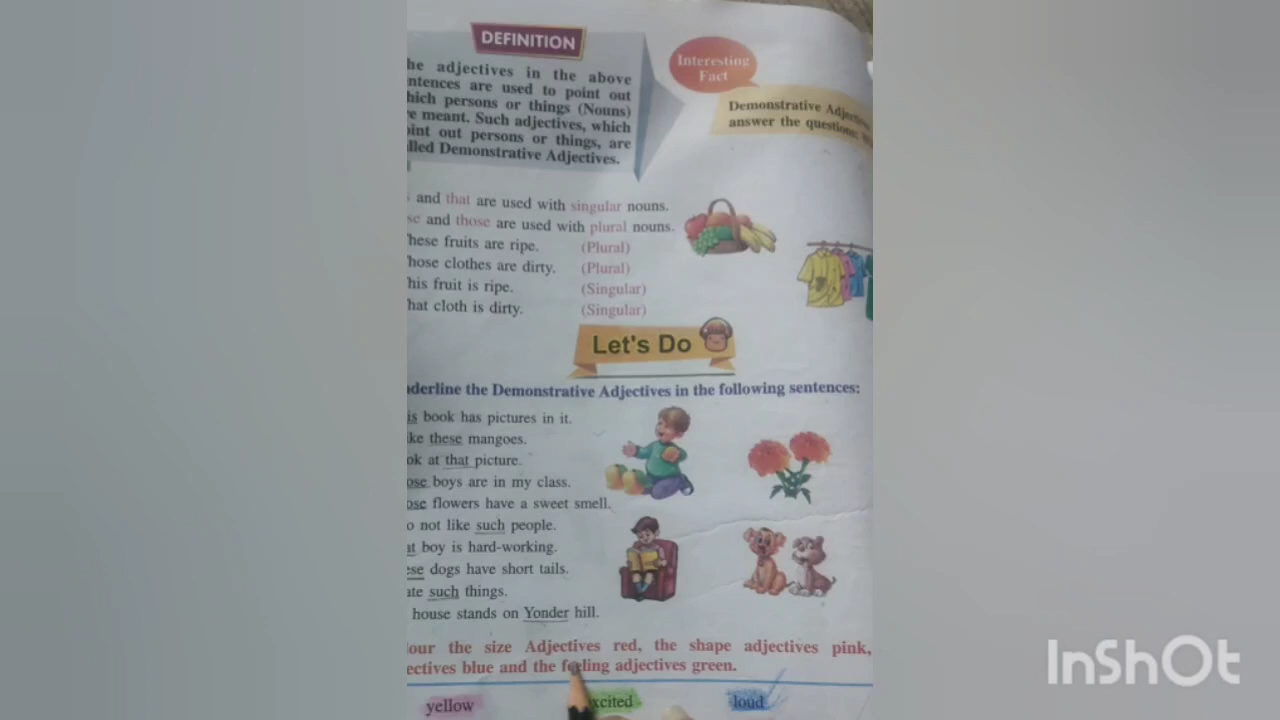 DEFINITION
he adjectives in the above
ntences are used to point out
hich persons or things (Nouns)
e meant. Such adjectives, which
int out persons or things, are
lled Demonstrative Adjectives.
Interesting
Fact
Demonstrative
answer the questions:
and that are used with singular nouns.
se and those are used with plural nouns.
hese fruits are ripe. (Plural)
hose clothes are dirty. (Plural)
his fruit is ripe. (Singular)
hat cloth is dirty. (Singular)
Let's Do
derline the Demonstrative Adjectives in the following sentences:
is book has pictures in it.
ke these mangoes.
ok at that picture.
ose boys are in my class.
ose flowers have a sweet smell.
o not like such people.
at boy is hard-working.
ese dogs have short tails.
ate such things.
house stands on Yonder hill.
our the size Adjectives red, the shape adjectives pink,
ectives blue and the feeling adjectives green.
yellow xcited loud
InShOt